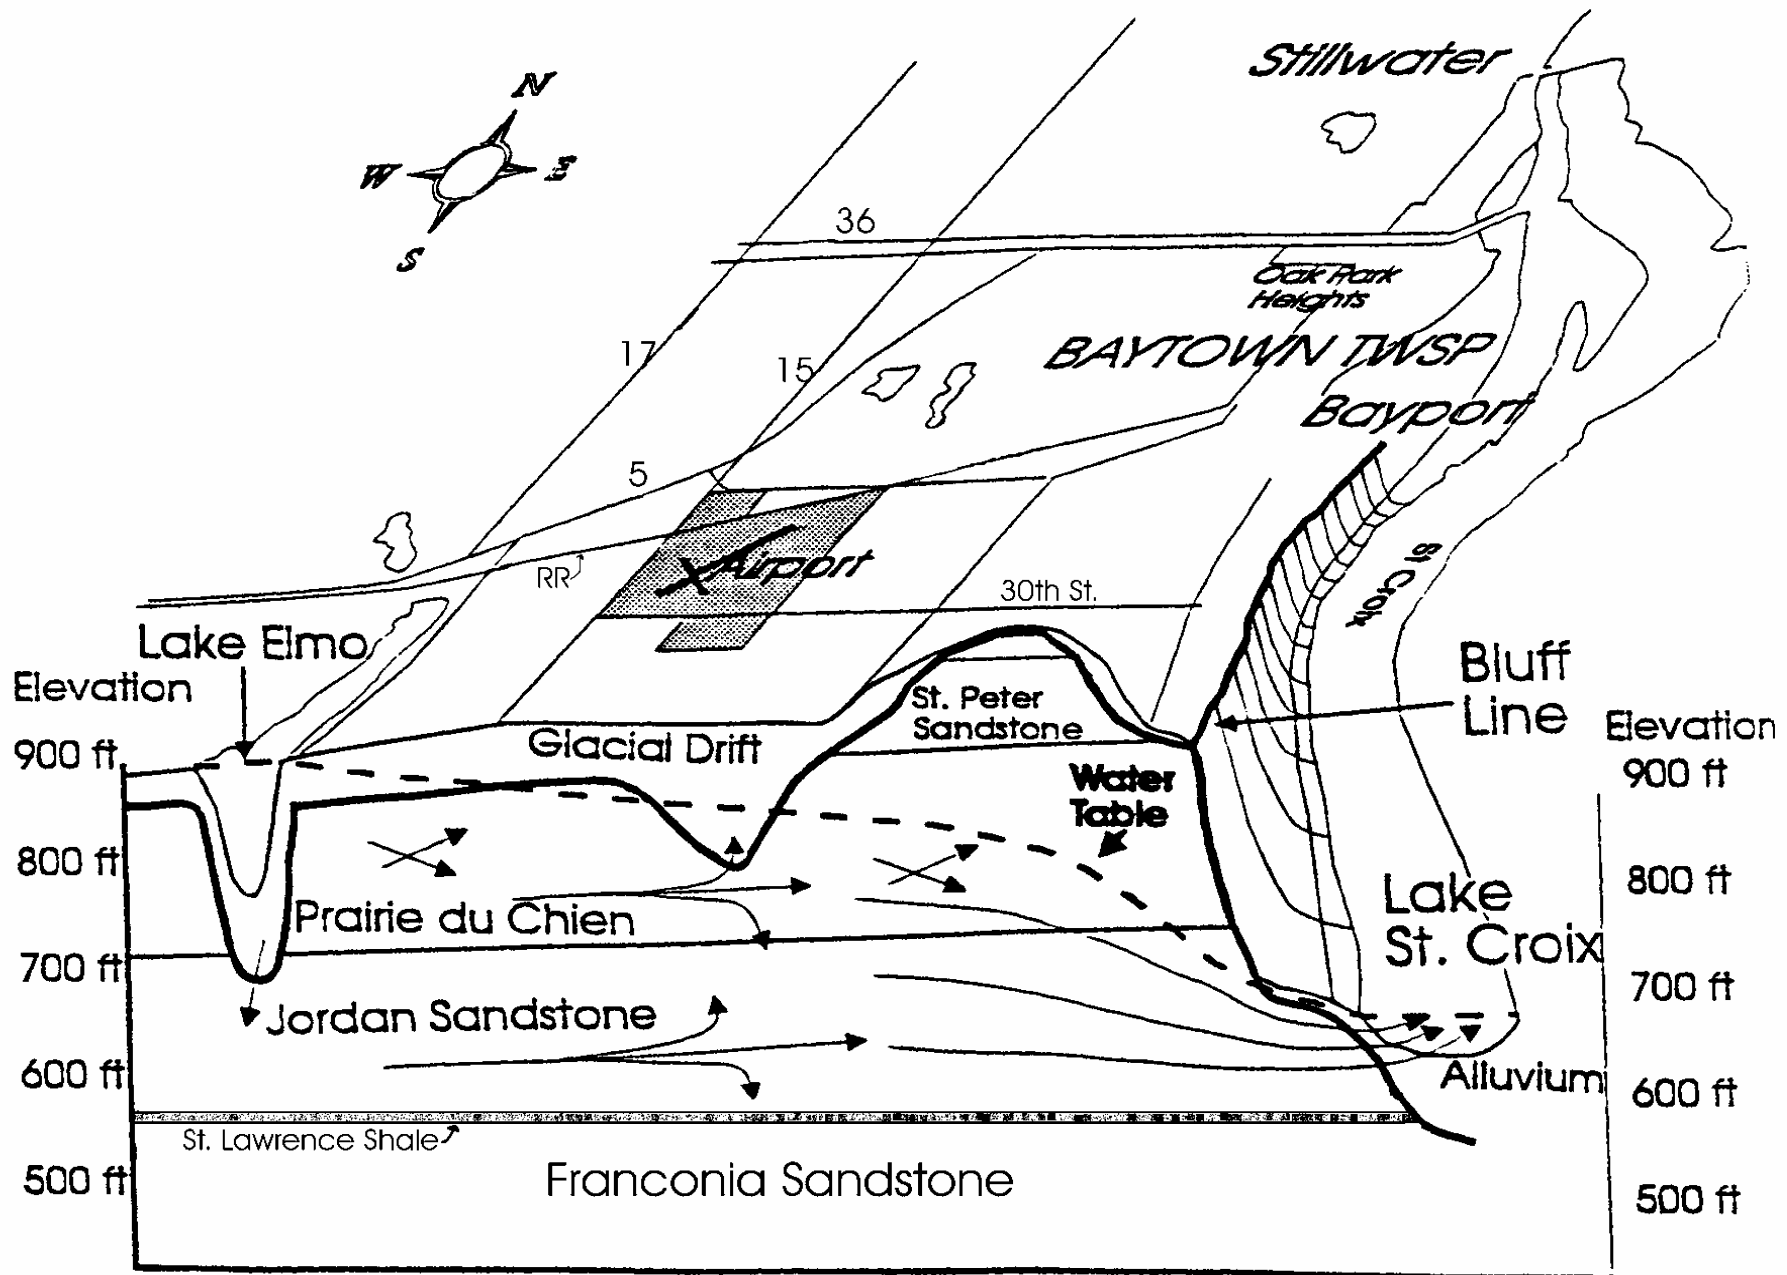 Stillwater
N
W
E
S
36
Oak Park
Heights
17
15
BAYTOWN TWSP
Bayport
5
RR
Airport
30th St.
St Croix
Lake Elmo
Elevation
900 ft
800 ft
700 ft
600 ft
500 ft
Glacial Drift
St. Peter
Sandstone
Bluff
Line
Water
Table
Prairie du Chien
Jordan Sandstone
Lake
St. Croix
Alluvium
St. Lawrence Shale
Franconia Sandstone
Elevation
900 ft
800 ft
700 ft
600 ft
500 ft